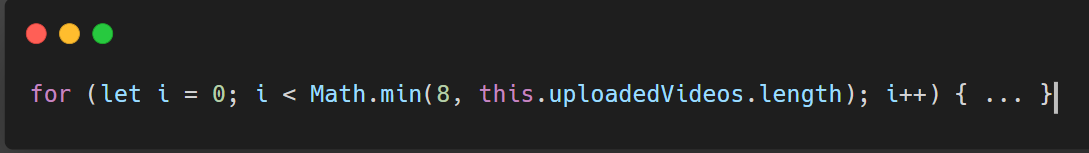 for (let i = 0; i < Math.min(8, this.uploadedVideos.length); i++) { ... }